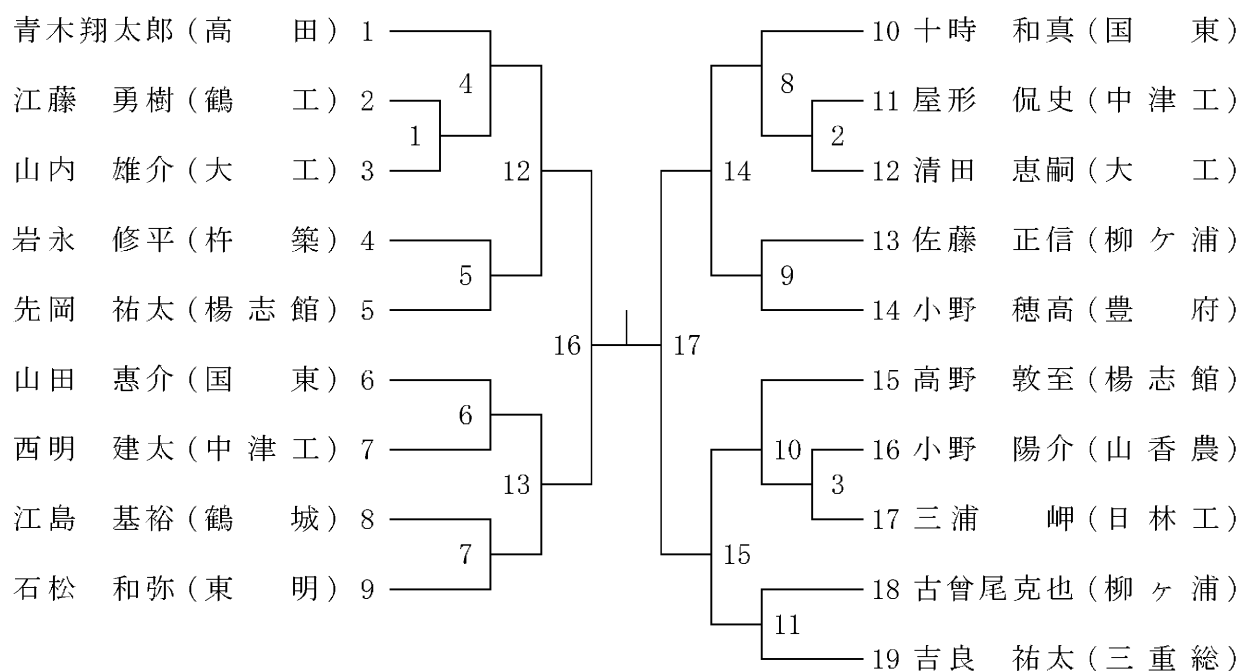 青木翔太郎(高　田) 1
江藤　勇樹(鶴　工) 2
山内　雄介(大　工) 3
岩永　修平(杵　築) 4
先岡　祐太(楊志館) 5
山田　惠介(国　東) 6
西明　建太(中津工) 7
江島　基裕(鶴　城) 8
石松　和弥(東　明) 9
4
1
12
5
16
6
13
7
17
8
2
14
9
10
3
15
11
10 十時　和真(国　東)
11 屋形　侃史(中津工)
12 清田　恵嗣(大　工)
13 佐藤　正信(柳ケ浦)
14 小野　穂高(豊　府)
15 高野　敦至(楊志館)
16 小野　陽介(山香農)
17 三浦　　岬(日林工)
18 古曾尾克也(柳ヶ浦)
19 吉良　祐太(三重総)